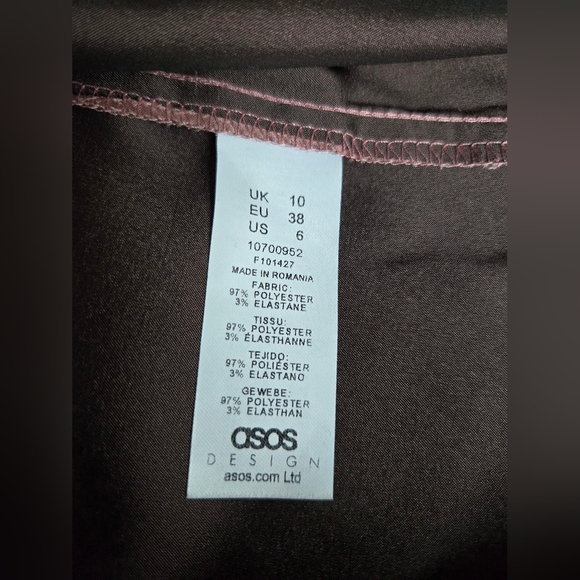 UK 10
EU 38
US 6
10700952
F101427
MADE IN ROMANIA
FABRIC:
97% POLYESTER
3% ELASTANE
TISSU:
97% POLYESTER
3% ÉLASTHANNE
TEJIDO:
97% POLIÉSTER
3% ELASTANO
GEWEBE:
97% POLYESTER
3% ELASTHAN
asos
DESIGN
asos.com Ltd